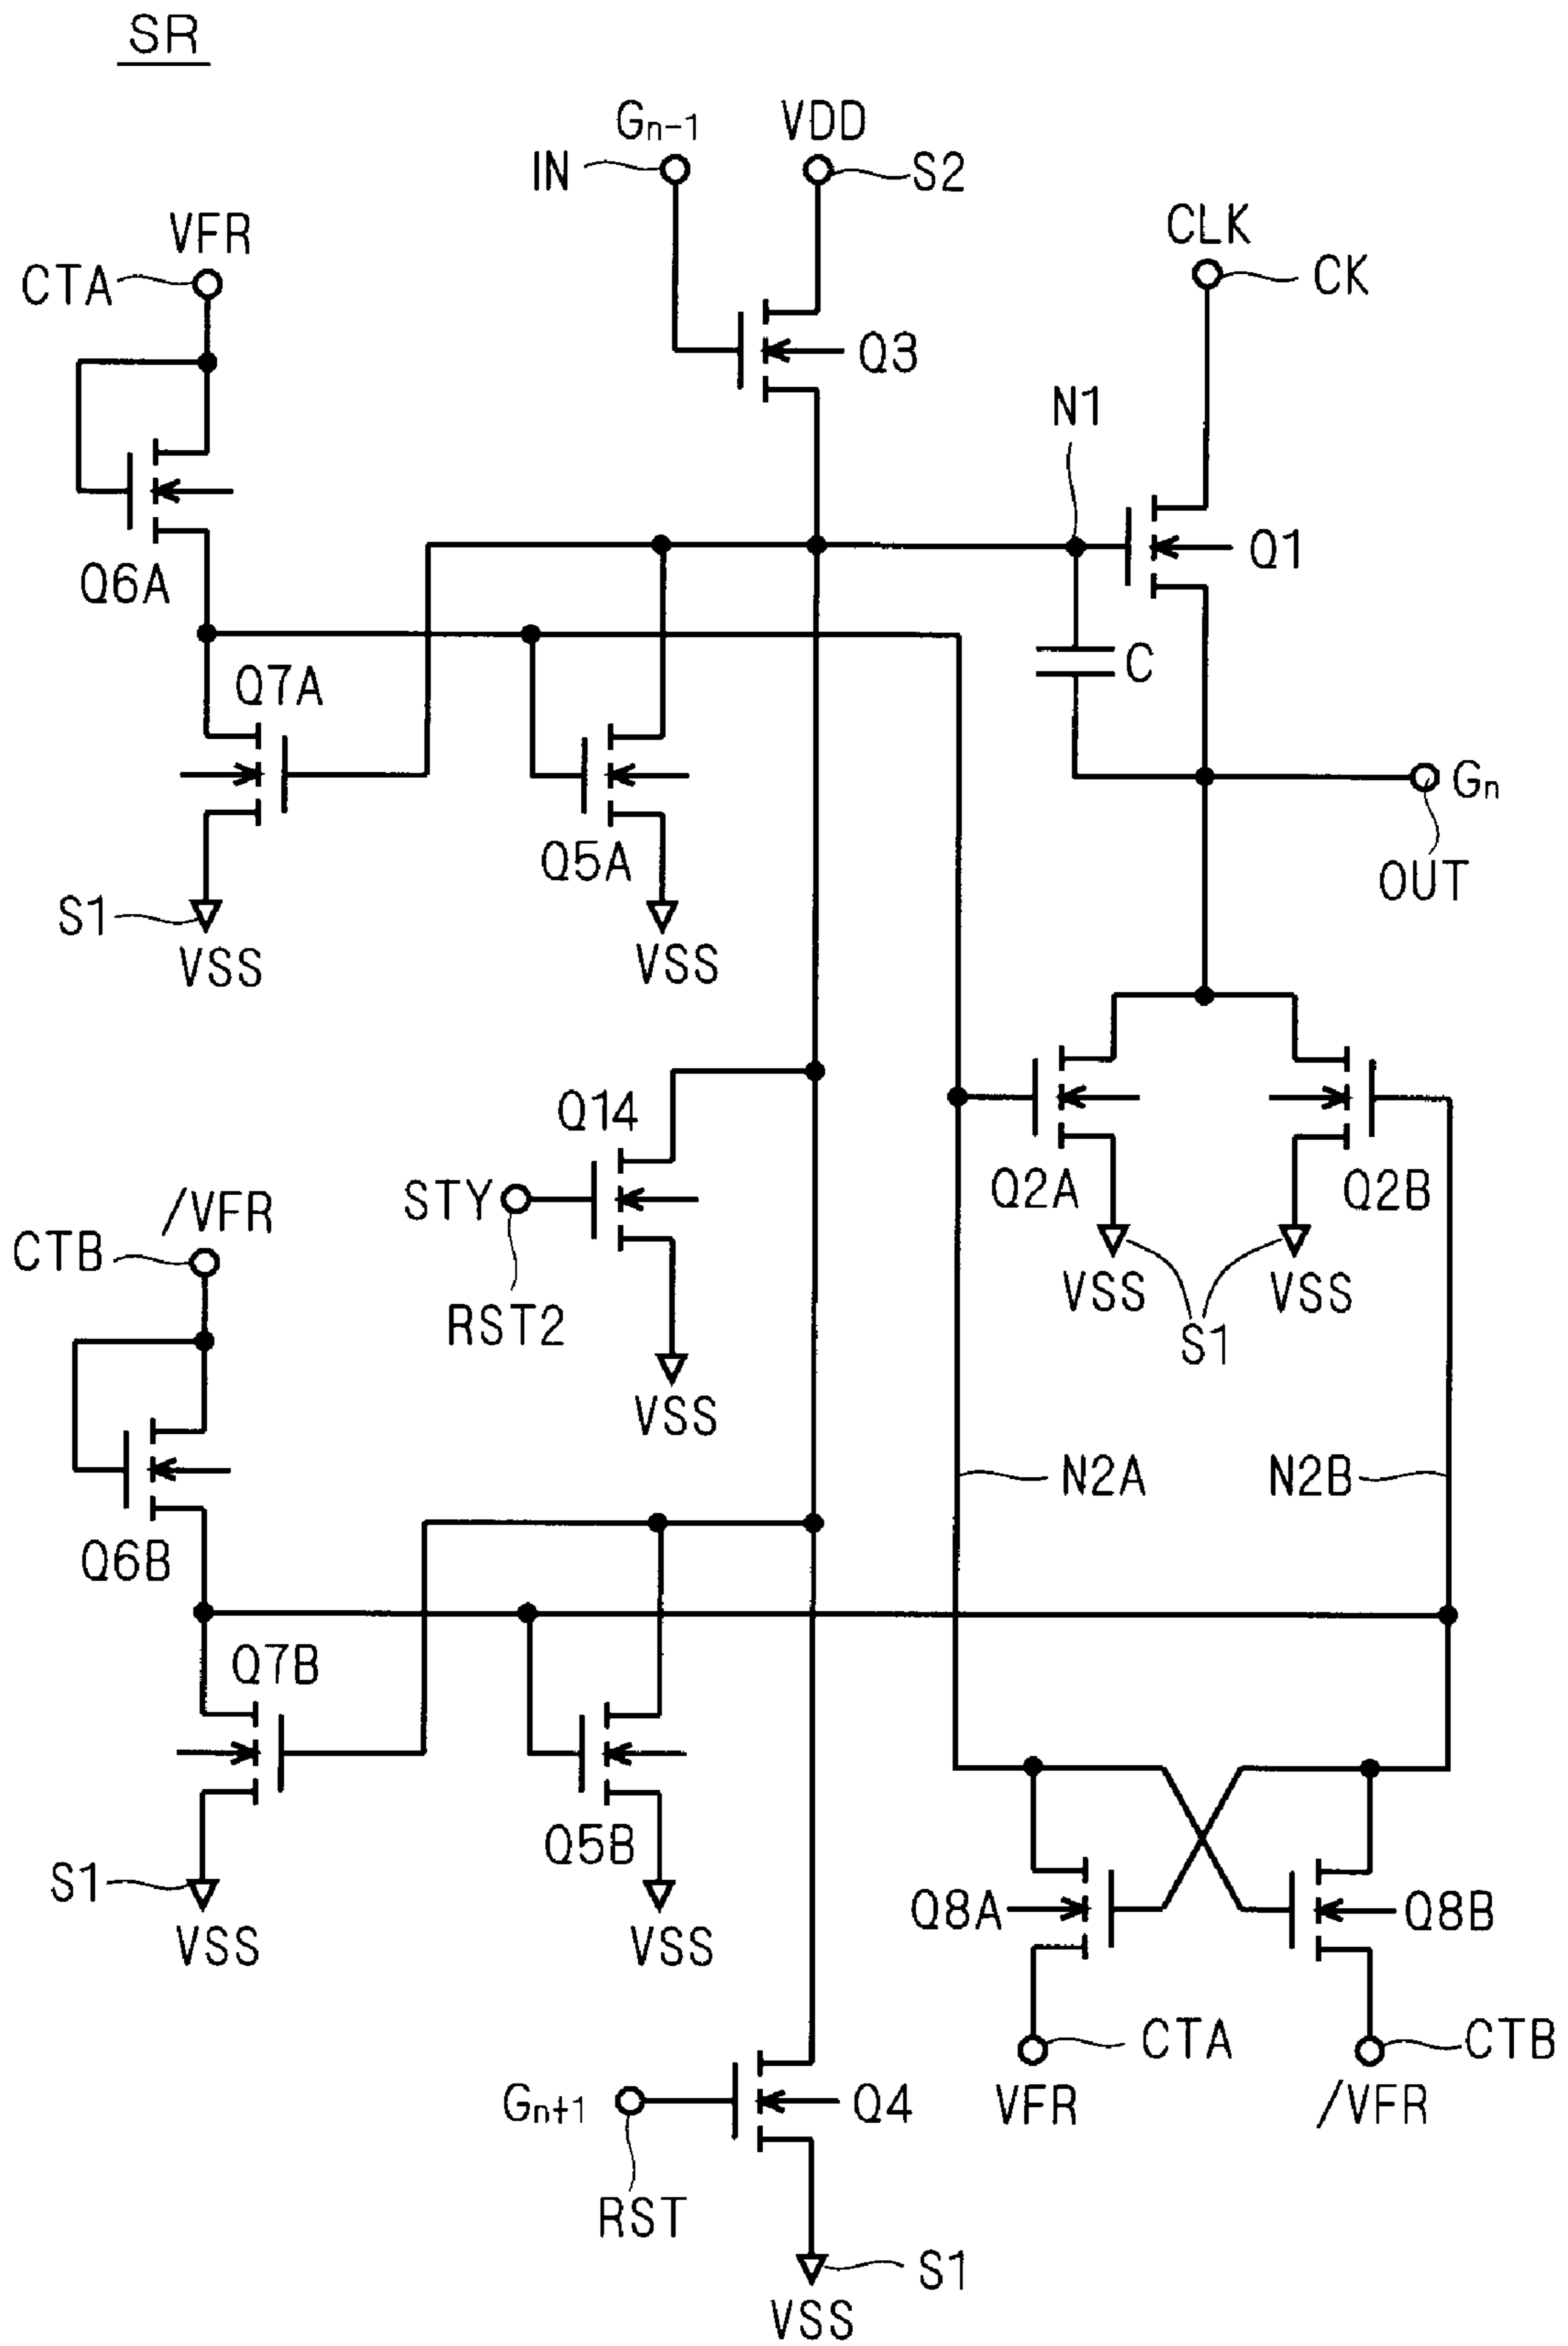 SR
Gn-1
VDD
IN
S2
VFR
CLK
CTA
CK
Q3
N1
Q1
Q6A
C
Q7A
Gn
Q5A
OUT
S1
VSS
VSS
Q14
Q2A
Q2B
STY
/VFR
CTB
VSS
VSS
RST2
S1
VSS
N2A
N2B
Q6B
Q7B
Q5B
S1
Q8A
Q8B
VSS
VSS
CTA
CTB
Gn+1
Q4
VFR
/VFR
RST
S1
VSS